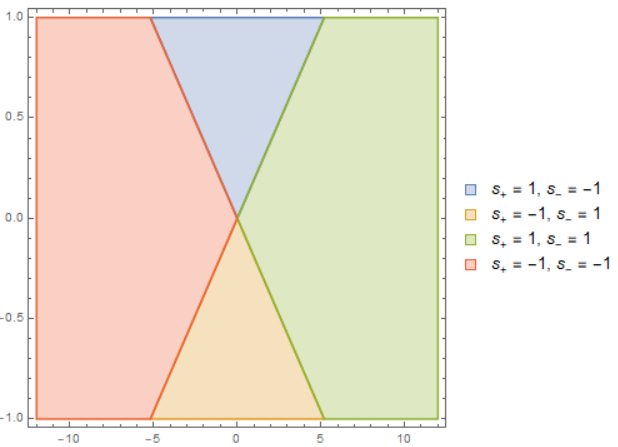 1.0
0.5
0.0
-0.5
-1.0
-10
-5
0
5
10
s₊ = 1, s₋ = -1
s₊ = -1, s₋ = 1
s₊ = 1, s₋ = 1
s₊ = -1, s₋ = -1